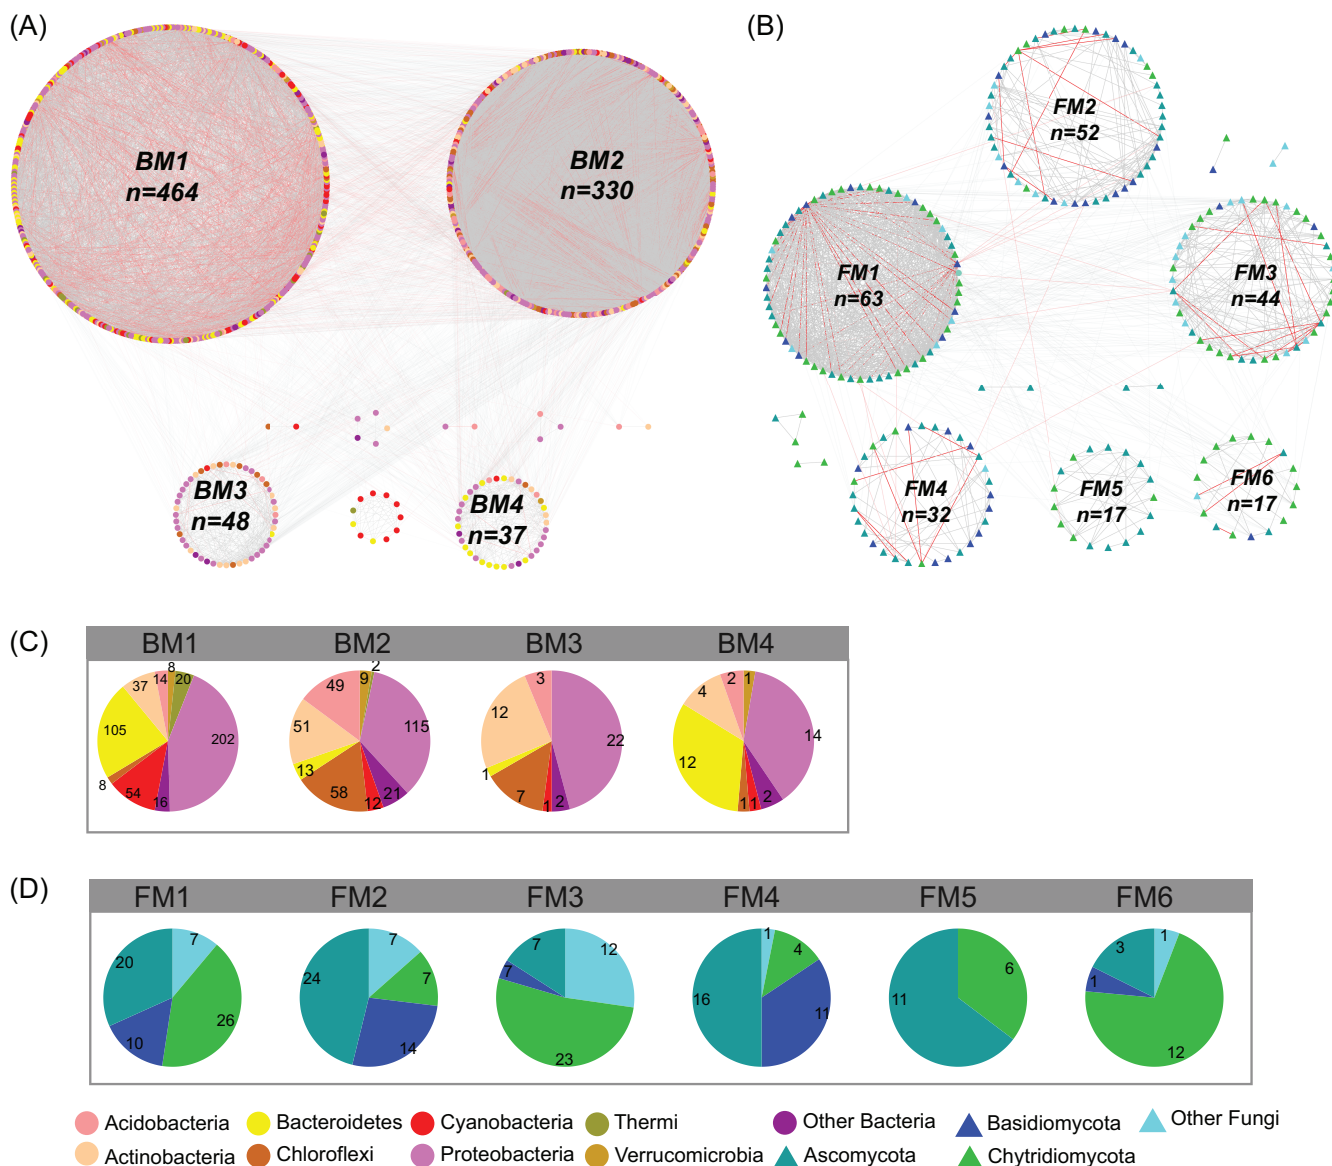 (A)
(B)
BM1
n=464
BM2
n=330
FM2
n=52
FM1
n=63
FM3
n=44
BM3
n=48
BM4
n=37
FM4
n=32
FM5
n=17
FM6
n=17
(C)
BM1 BM2 BM3 BM4
8 20 202 16 54 8 105 37 14
9 2 115 21 12 58 13 51 49
22 2 1 7 1 12 3
1 14 2 1 1 12 4 2
(D)
FM1 FM2 FM3 FM4 FM5 FM6
7 26 10 20
7 7 14 24
12 23 7 7
1 4 11 16
6 11
1 12 1 3
Acidobacteria Bacteroidetes Cyanobacteria Thermi Other Bacteria Basidiomycota Other Fungi
Actinobacteria Chloroflexi Proteobacteria Verrucomicrobia Ascomycota Chytridiomycota